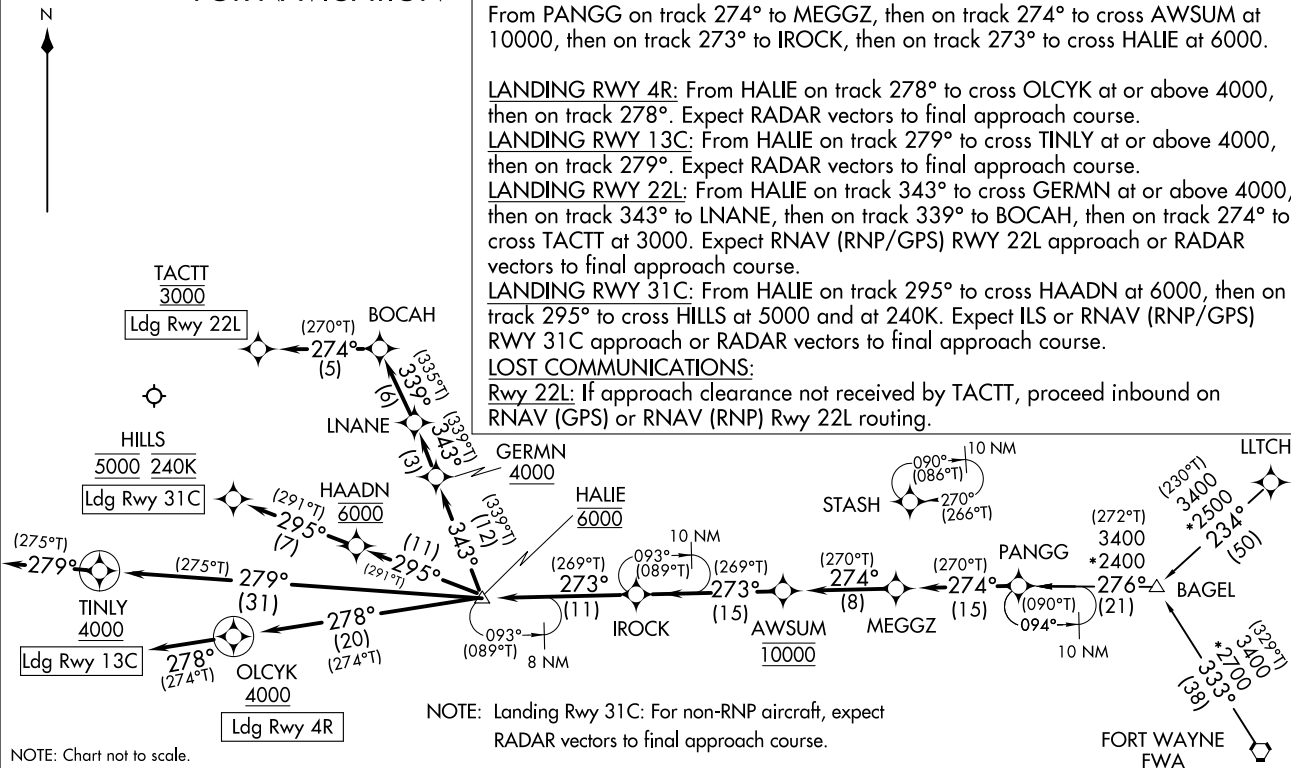 N
From PANGG on track 274° to MEGGZ, then on track 274° to cross AWSUM at
10000, then on track 273° to IROCK, then on track 273° to cross HALIE at 6000.
LANDING RWY 4R: From HALIE on track 278° to cross OLCYK at or above 4000,
then on track 278°. Expect RADAR vectors to final approach course.
LANDING RWY 13C: From HALIE on track 279° to cross TINLY at or above 4000,
then on track 279°. Expect RADAR vectors to final approach course.
LANDING RWY 22L: From HALIE on track 343° to cross GERMN at or above 4000,
then on track 343° to LNANE, then on track 339° to BOCAH, then on track 274° to
cross TACTT at 3000. Expect RNAV (RNP/GPS) RWY 22L approach or RADAR
vectors to final approach course.
LANDING RWY 31C: From HALIE on track 295° to cross HAADN at 6000, then on
track 295° to cross HILLS at 5000 and at 240K. Expect ILS or RNAV (RNP/GPS)
RWY 31C approach or RADAR vectors to final approach course.
LOST COMMUNICATIONS:
Rwy 22L: If approach clearance not received by TACTT, proceed inbound on
RNAV (GPS) or RNAV (RNP) Rwy 22L routing.
TACTT
3000
Ldg Rwy 22L
(270°T)
274°
(5)
BOCAH
(335°T)
339°
(6)
LNANE
(339°T)
343°
(3)
GERMN
4000
(339°T)
343°
(12)
HILLS
5000 240K
Ldg Rwy 31C
(291°T)
295°
(7)
HAADN
6000
(11)
295°
(291°T)
HALIE
6000
(275°T)
279°
TINLY
4000
Ldg Rwy 13C
(275°T)
279°
(31)
278°
(20)
(274°T)
278°
(274°T)
OLCYK
4000
Ldg Rwy 4R
(269°T)
273°
(11)
093°
(089°T)
8 NM
10 NM
093°
(089°T)
IROCK
(269°T)
273°
(15)
AWSUM
10000
(270°T)
274°
(8)
MEGGZ
(270°T)
274°
(15)
STASH
090°
(086°T)
10 NM
270°
(266°T)
PANGG
(090°T)
094°
10 NM
(272°T)
3400
*2400
276°
(21)
BAGEL
LLTCH
(230°T)
3400
*2500
234°
(50)
(329°T)
3400
*2700
333°
(38)
FORT WAYNE
FWA
NOTE: Landing Rwy 31C: For non-RNP aircraft, expect
RADAR vectors to final approach course.
NOTE: Chart not to scale.